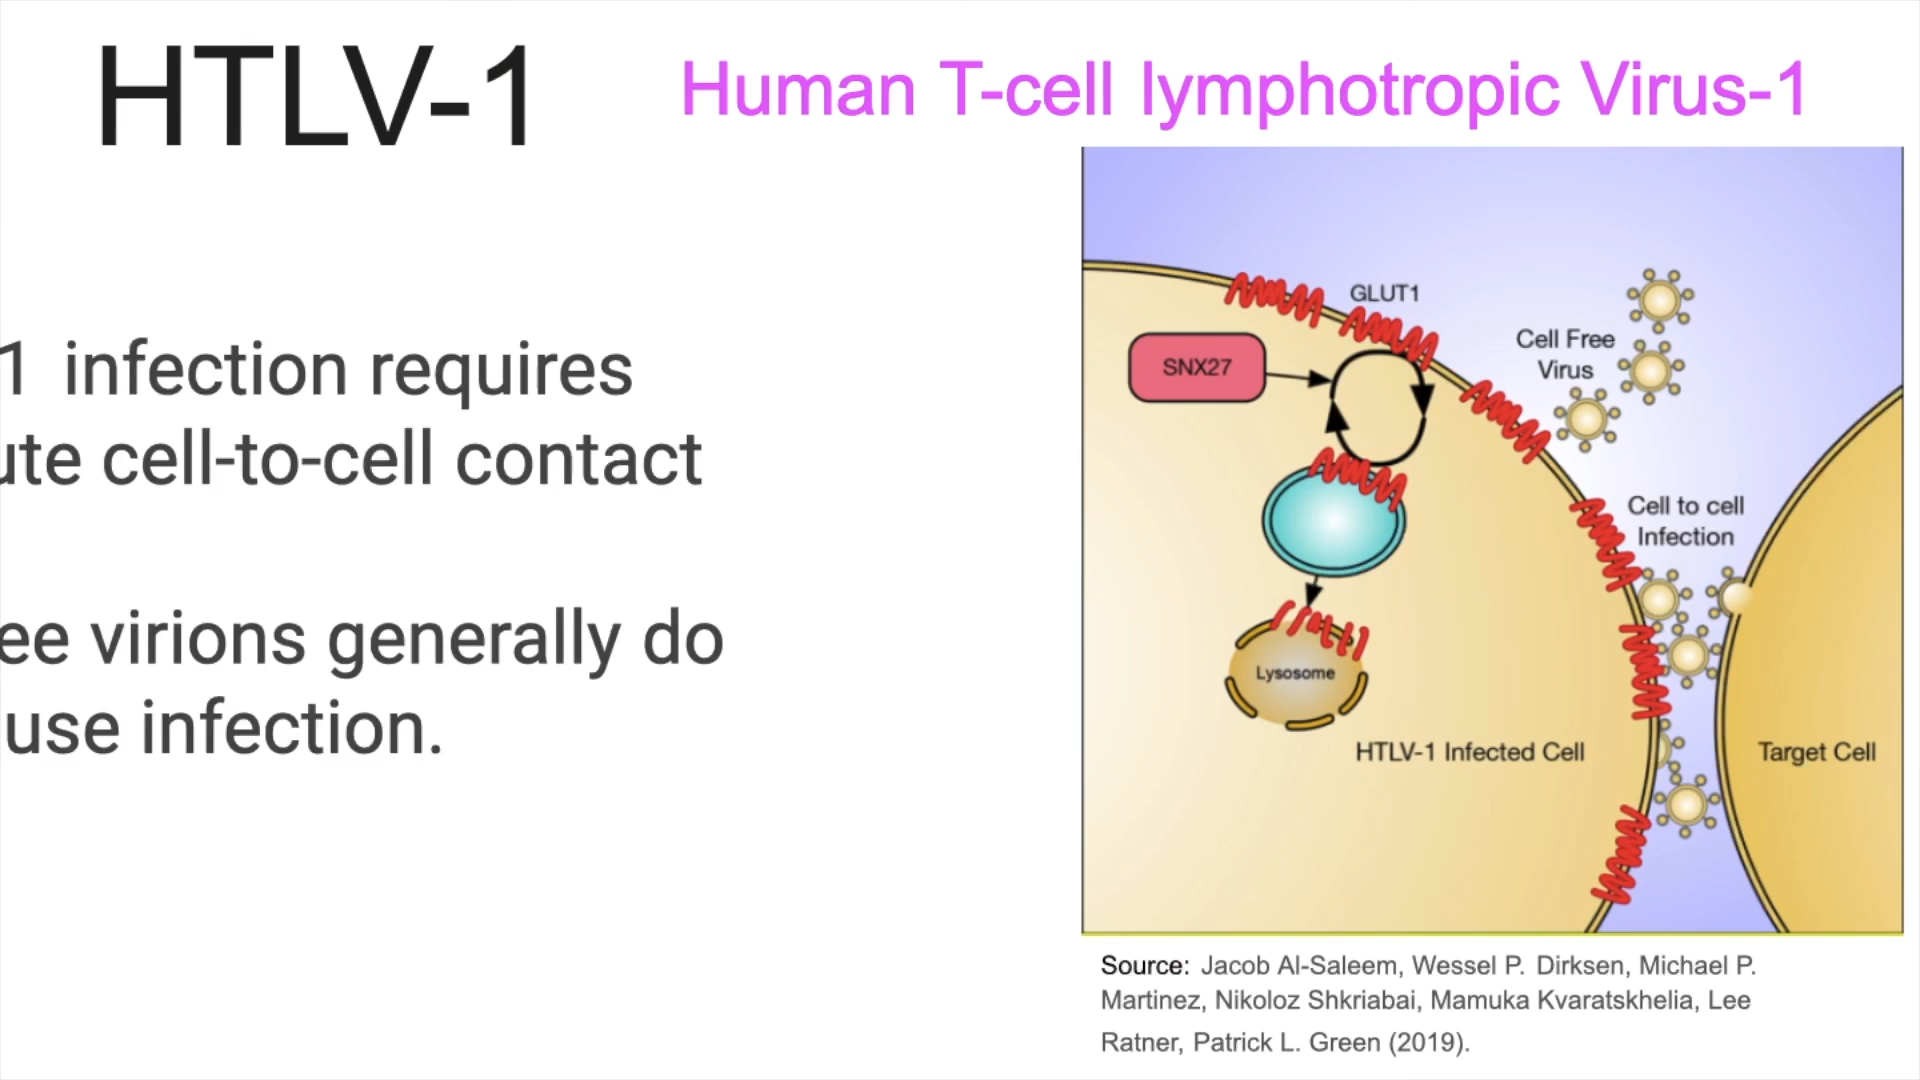 HTLV-1
Human T-cell lymphotropic Virus-1
1 infection requires
ute cell-to-cell contact
ee virions generally do
use infection.
GLUT1
SNX27
Cell Free
Virus
Cell to cell
Infection
Lysosome
HTLV-1 Infected Cell
Target Cell
Source: Jacob Al-Saleem, Wessel P. Dirksen, Michael P.
Martinez, Nikoloz Shkriabai, Mamuka Kvaratskhelia, Lee
Ratner, Patrick L. Green (2019).